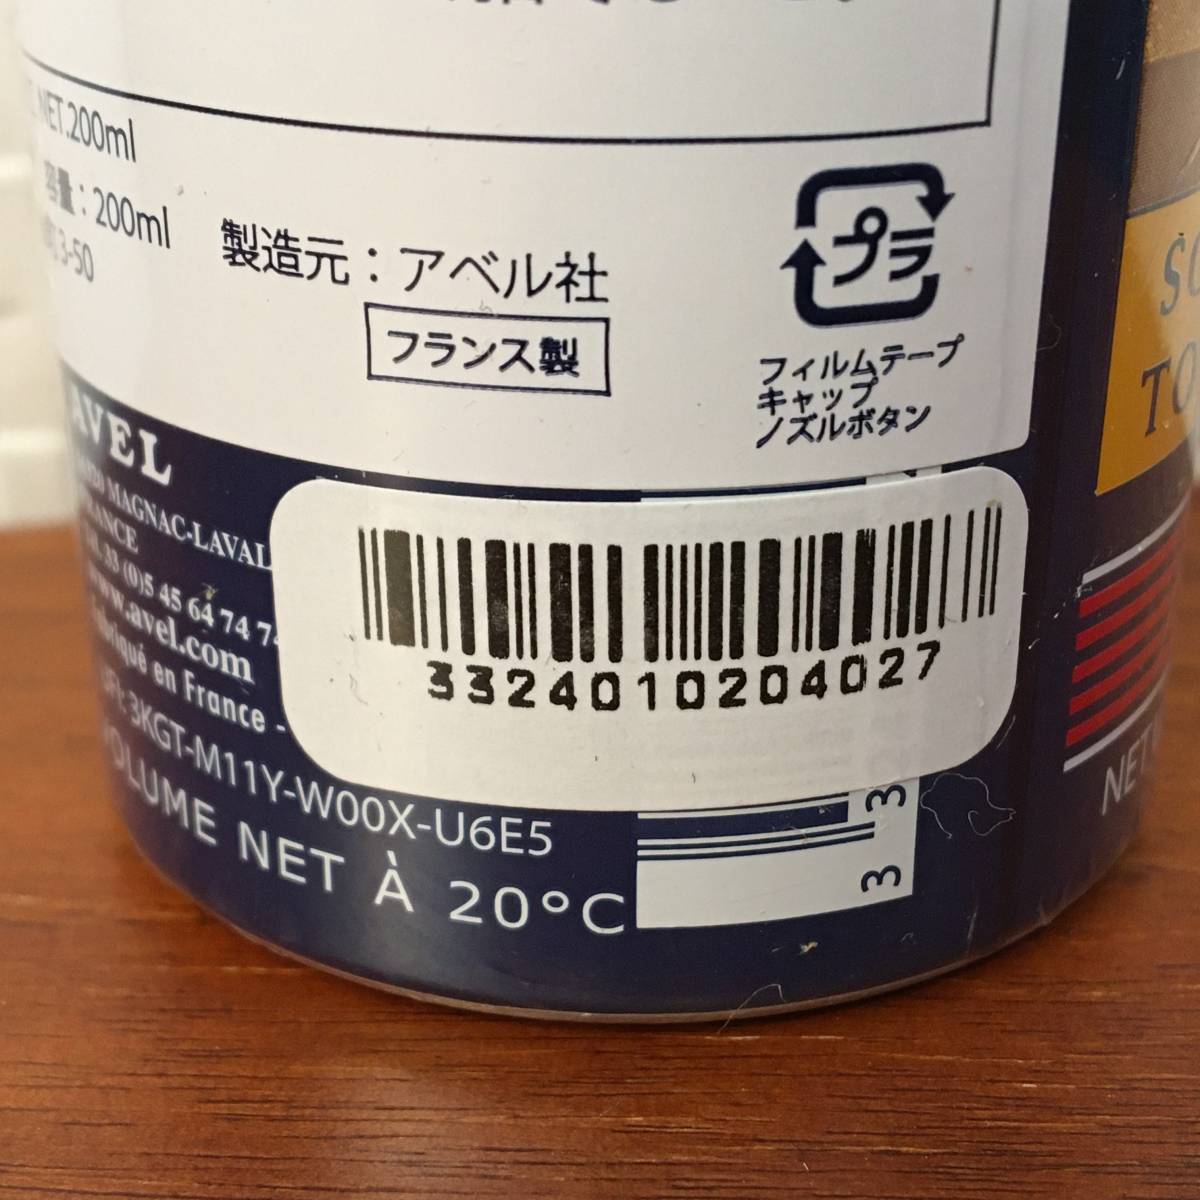 NET.200ml
容量：200ml
3-50
製造元：アベル社
フランス製
プラ
フィルムテープ
キャップ
ノズルボタン
AVEL
MAGNAC-LAVAL
FRANCE
33 (0)5 45 64 74 74
www.avel.com
Fabriqué en France -
UFI: 3KGT-M11Y-W00X-U6E5
VOLUME NET À 20°C
3324010204027
3 3
NET